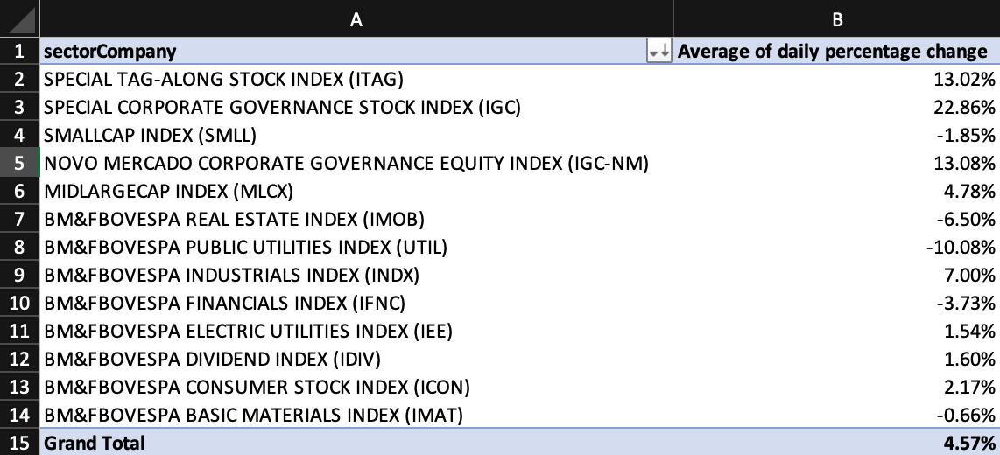 A B
1 sectorCompany Average of daily percentage change
2 SPECIAL TAG-ALONG STOCK INDEX (ITAG) 13.02%
3 SPECIAL CORPORATE GOVERNANCE STOCK INDEX (IGC) 22.86%
4 SMALLCAP INDEX (SMLL) -1.85%
5 NOVO MERCADO CORPORATE GOVERNANCE EQUITY INDEX (IGC-NM) 13.08%
6 MIDLARGECAP INDEX (MLCX) 4.78%
7 BM&FBOVESPA REAL ESTATE INDEX (IMOB) -6.50%
8 BM&FBOVESPA PUBLIC UTILITIES INDEX (UTIL) -10.08%
9 BM&FBOVESPA INDUSTRIALS INDEX (INDX) 7.00%
10 BM&FBOVESPA FINANCIALS INDEX (IFNC) -3.73%
11 BM&FBOVESPA ELECTRIC UTILITIES INDEX (IEE) 1.54%
12 BM&FBOVESPA DIVIDEND INDEX (IDIV) 1.60%
13 BM&FBOVESPA CONSUMER STOCK INDEX (ICON) 2.17%
14 BM&FBOVESPA BASIC MATERIALS INDEX (IMAT) -0.66%
15 Grand Total 4.57%